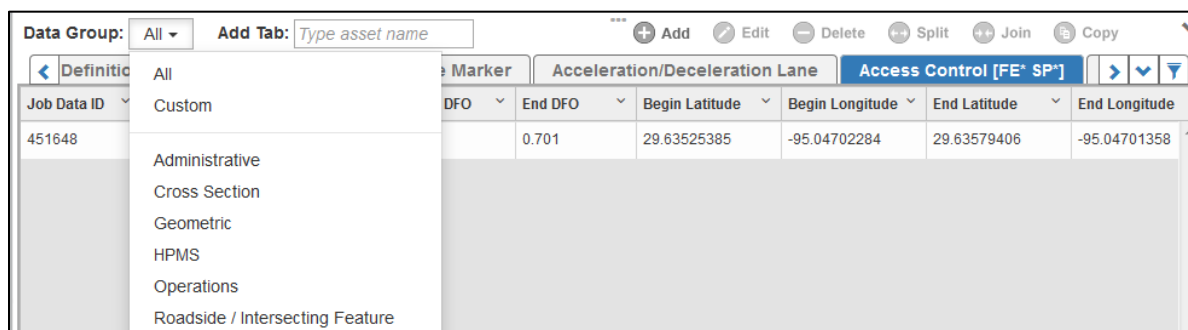 Data Group: All Add Tab: Type asset name Add Edit Delete Split Join Copy
Definitic e Marker Acceleration/Deceleration Lane Access Control [FE* SP*]
Job Data ID DFO End DFO Begin Latitude Begin Longitude End Latitude End Longitude
451648 0.701 29.63525385 -95.04702284 29.63579406 -95.04701358
All
Custom
Administrative
Cross Section
Geometric
HPMS
Operations
Roadside / Intersecting Feature